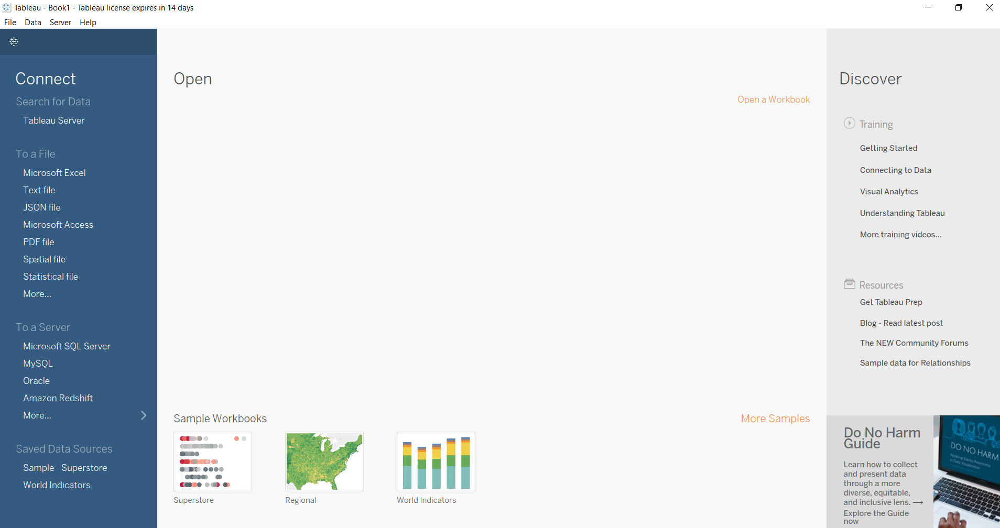 Tableau - Book1 - Tableau license expires in 14 days
File Data Server Help
Connect
Search for Data
Tableau Server
To a File
Microsoft Excel
Text file
JSON file
Microsoft Access
PDF file
Spatial file
Statistical file
More...
To a Server
Microsoft SQL Server
MySQL
Oracle
Amazon Redshift
More...
Saved Data Sources
Sample - Superstore
World Indicators
Open
Open a Workbook
Sample Workbooks
More Samples
Superstore
Regional
World Indicators
Discover
Training
Getting Started
Connecting to Data
Visual Analytics
Understanding Tableau
More training videos...
Resources
Get Tableau Prep
Blog - Read latest post
The NEW Community Forums
Sample data for Relationships
Do No Harm
Guide
Learn how to collect
and present data
through a more
diverse, equitable,
and inclusive lens.
Explore the Guide
now
DO NO HARM
Applying Equity Awareness
in Data Visualization